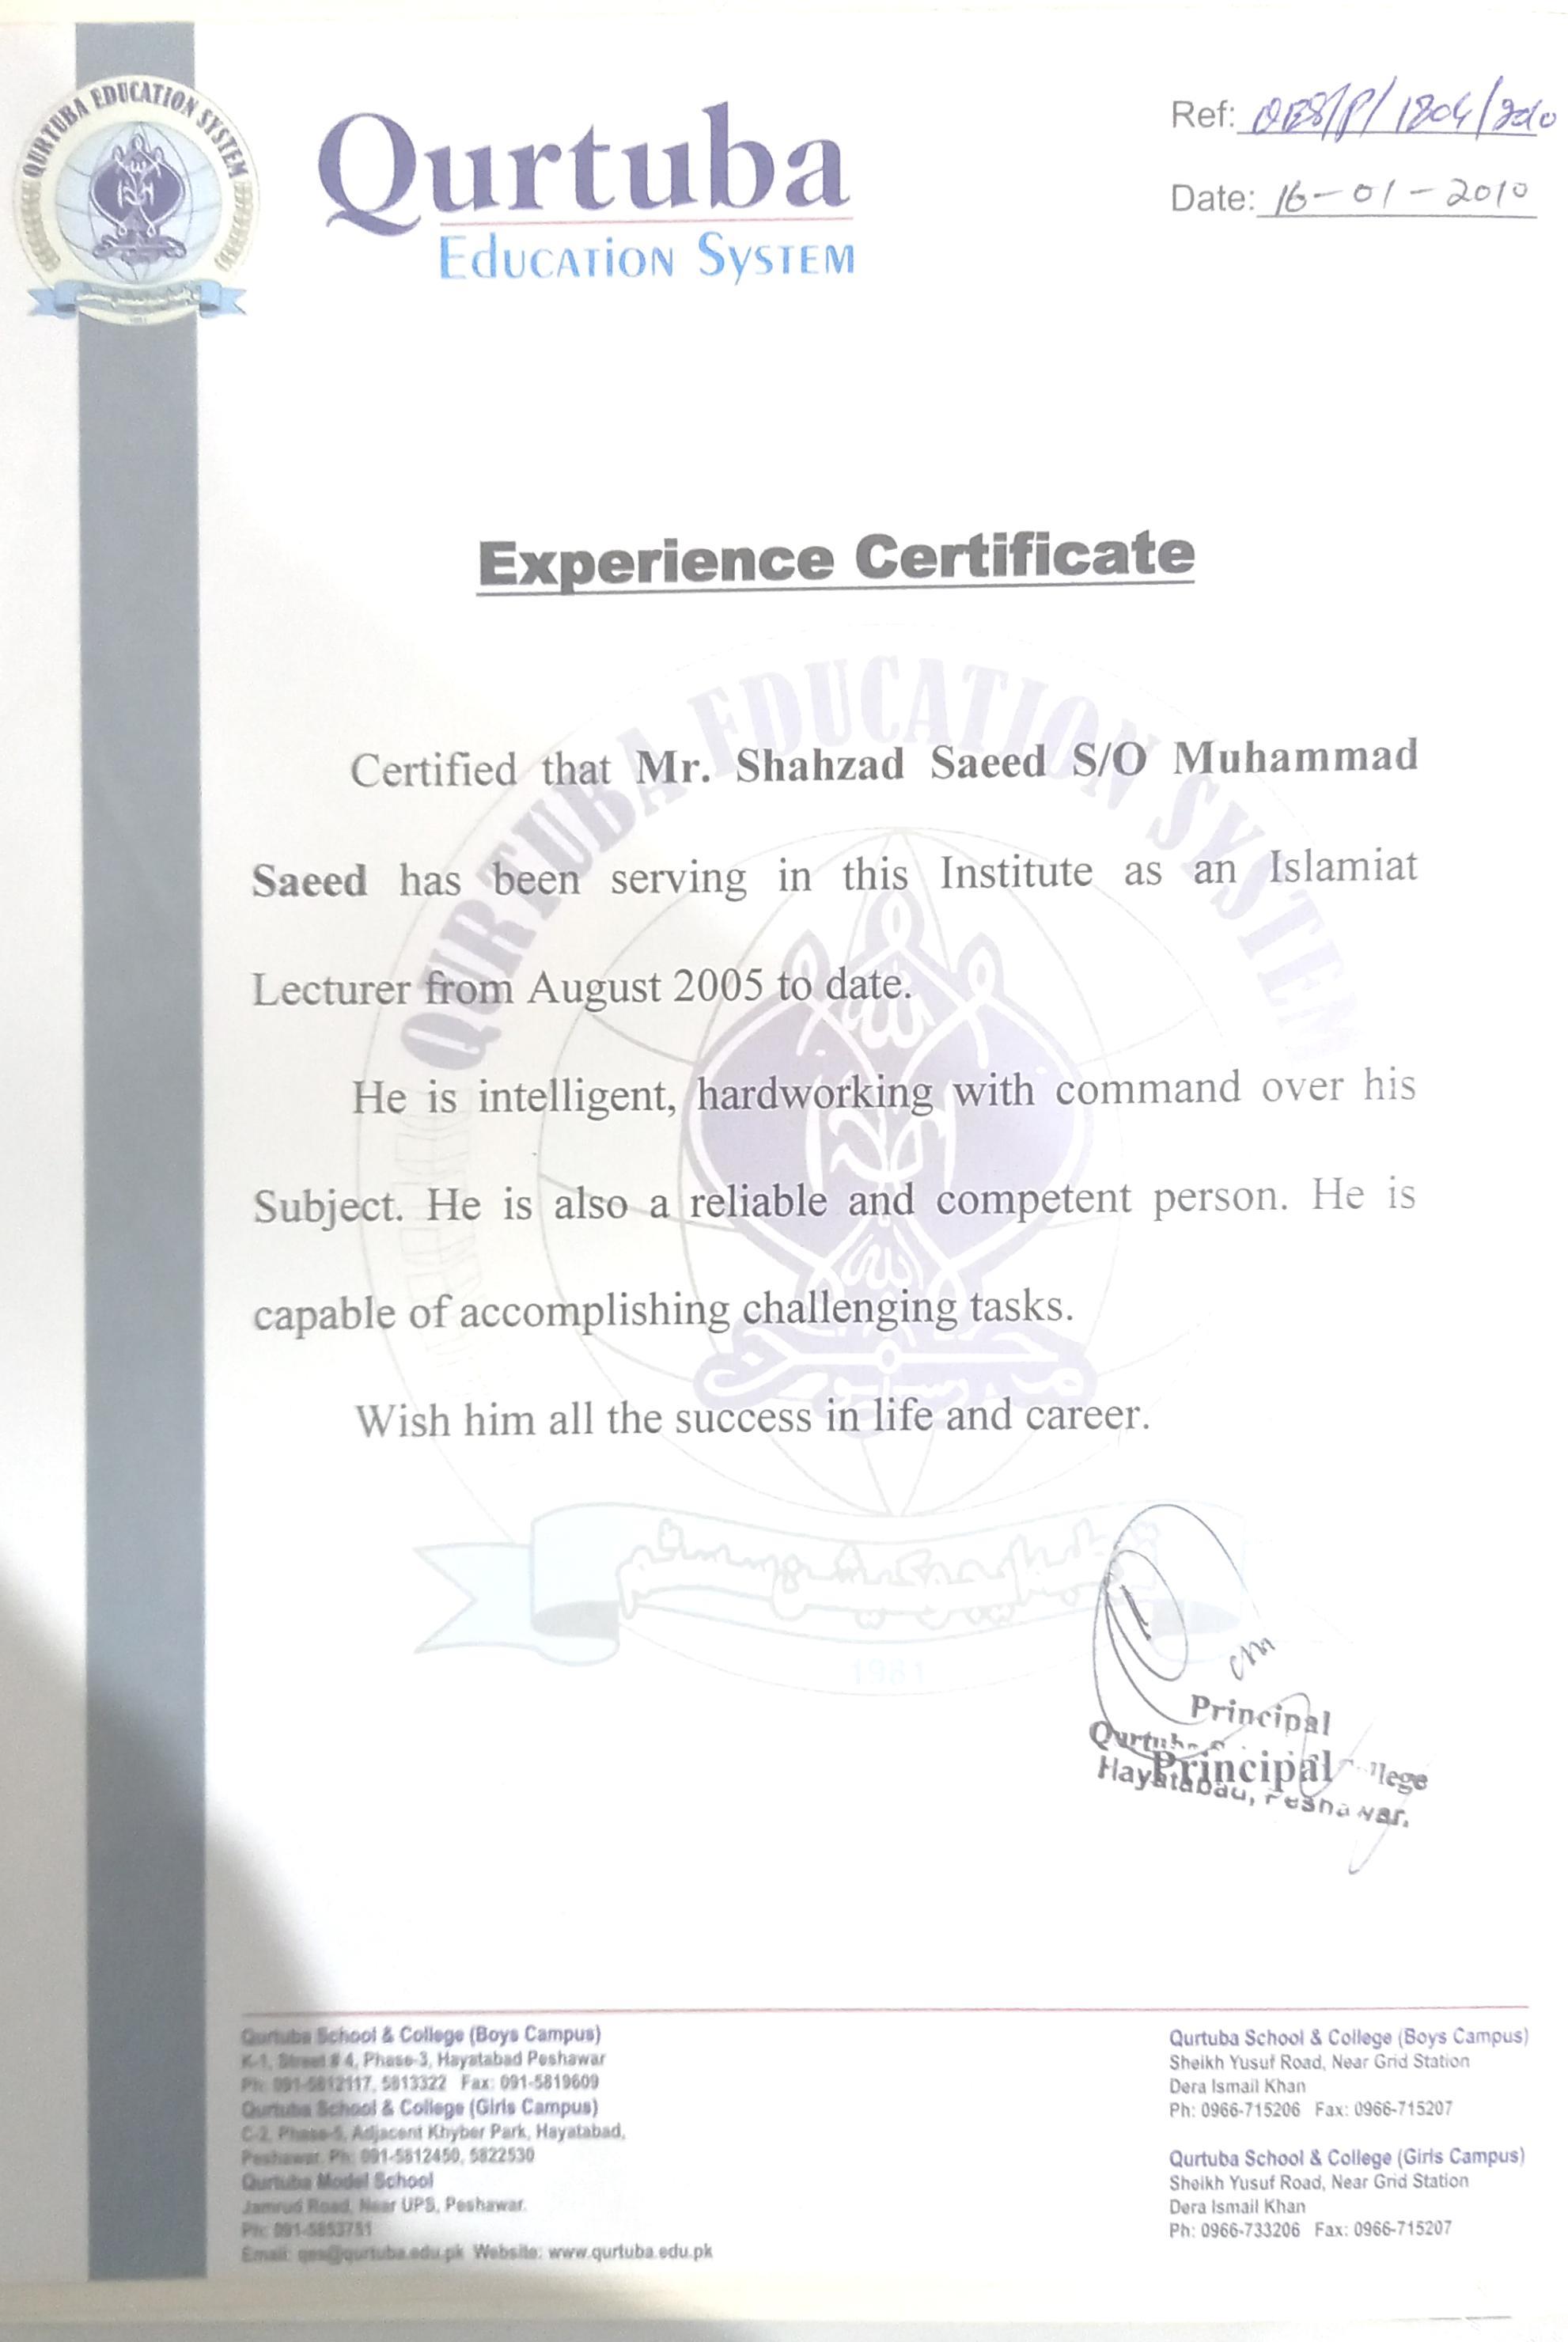 QURTUBA EDUCATION SYSTEM
Qurtuba
EDUCATION SYSTEM
Ref: QES/P/1804/2010
Date: 16-01-2010
Experience Certificate
QURTUBA EDUCATION SYSTEM
Certified that Mr. Shahzad Saeed S/O Muhammad
Saeed has been serving in this Institute as an Islamiat
Lecturer from August 2005 to date.
He is intelligent, hardworking with command over his
Subject. He is also a reliable and competent person. He is
capable of accomplishing challenging tasks.
Wish him all the success in life and career.
1981
Principal
Qurtuba College
Principal
Hayatabad, Peshawar.
Qurtuba School & College (Boys Campus)
K-1, Street # 4, Phase-3, Hayatabad Peshawar
Ph: 091-5812117, 5813322 Fax: 091-5819609
Qurtuba School & College (Girls Campus)
C-2, Phase-5, Adjacent Khyber Park, Hayatabad,
Peshawar. Ph: 091-5812450, 5822530
Qurtuba Model School
Jamrud Road, Near UPS, Peshawar.
Ph: 091-5853751
Email: qes@qurtuba.edu.pk Website: www.qurtuba.edu.pk
Qurtuba School & College (Boys Campus)
Sheikh Yusuf Road, Near Grid Station
Dera Ismail Khan
Ph: 0966-715206 Fax: 0966-715207
Qurtuba School & College (Girls Campus)
Sheikh Yusuf Road, Near Grid Station
Dera Ismail Khan
Ph: 0966-733206 Fax: 0966-715207